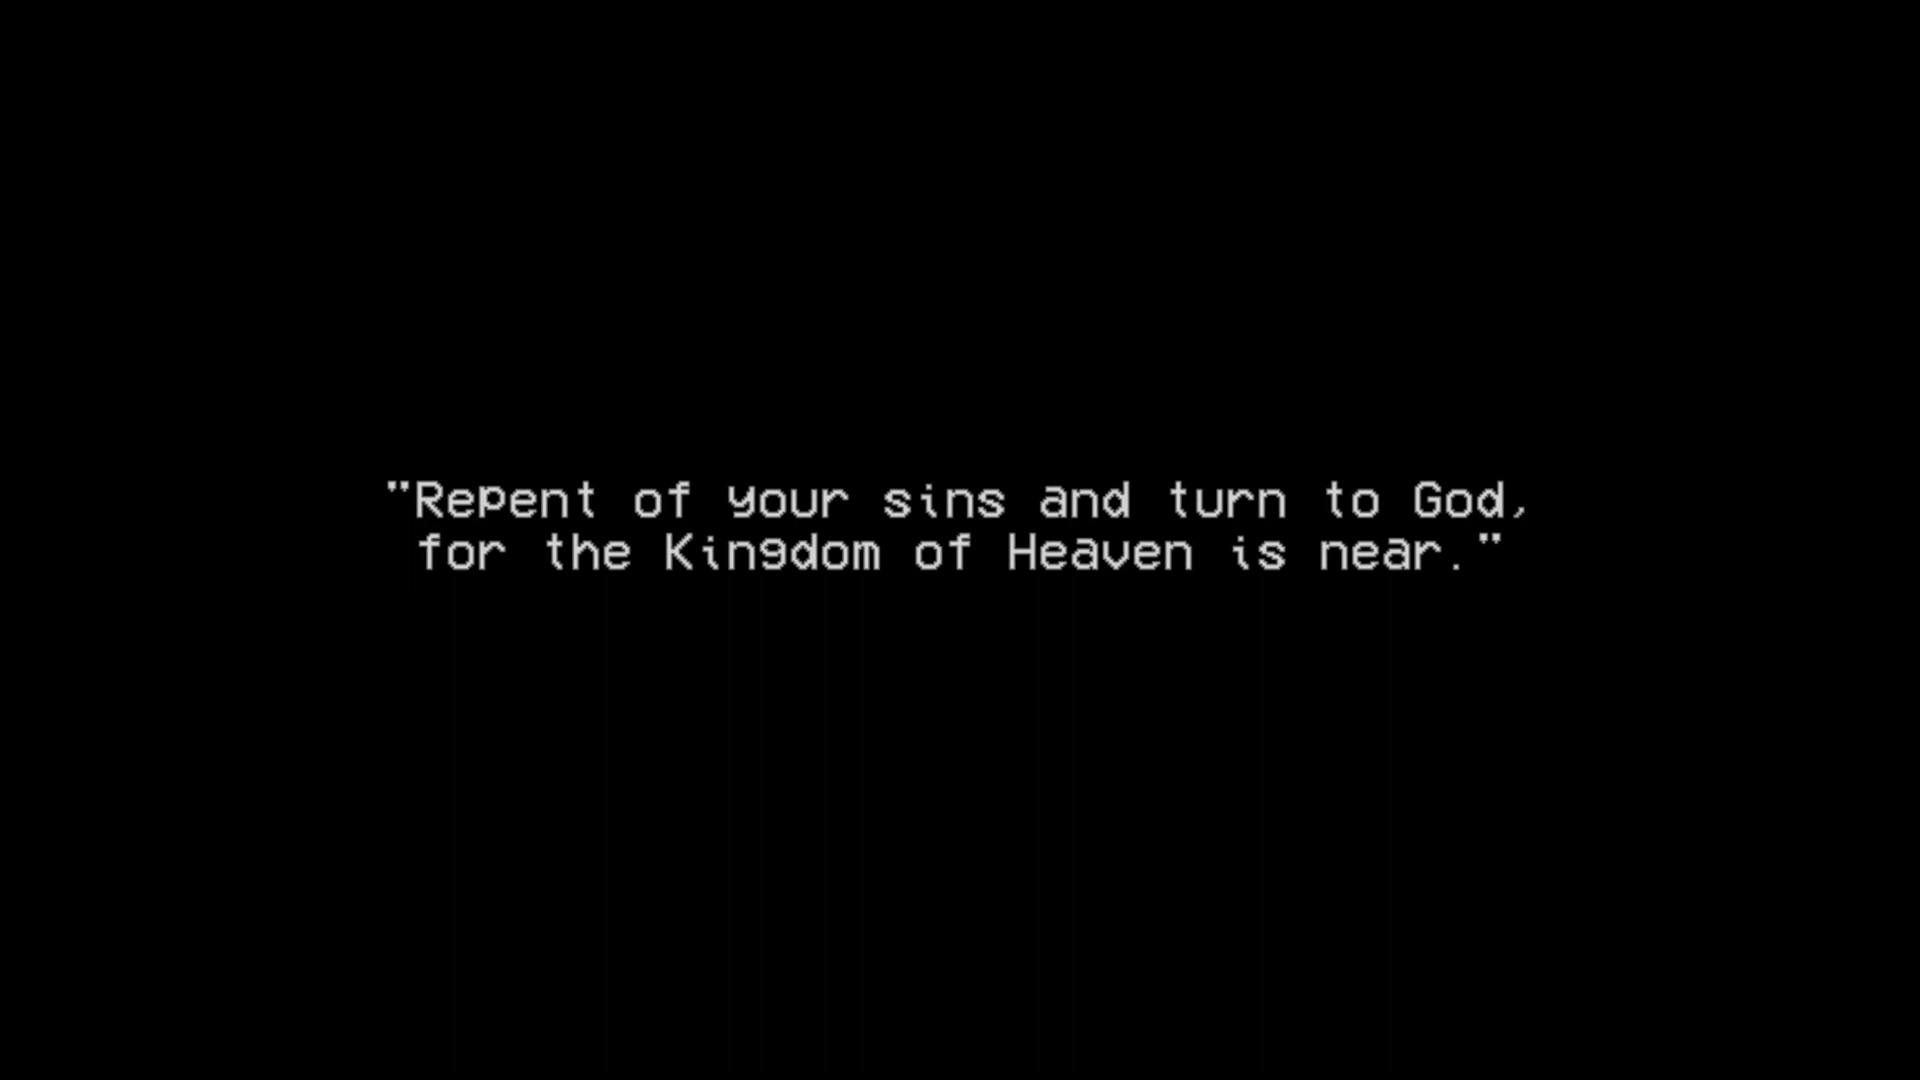 "Repent of your sins and turn to God,
for the Kingdom of Heaven is near."